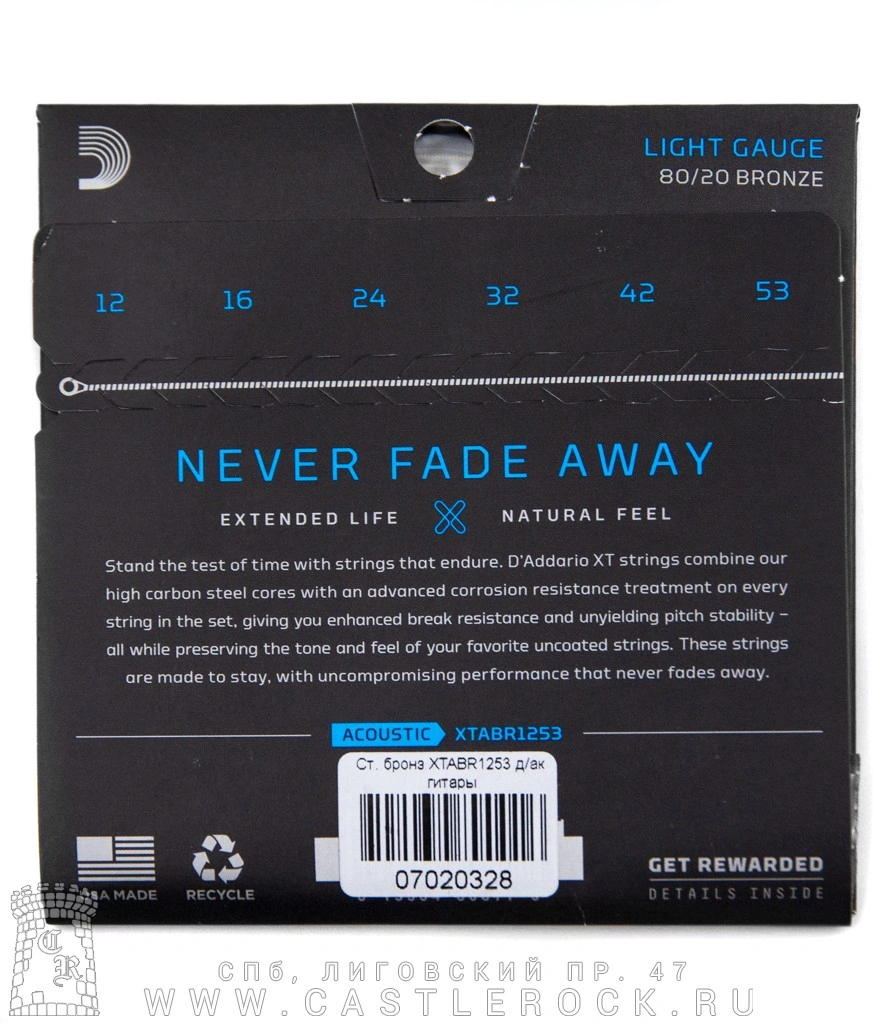 LIGHT GAUGE
80/20 BRONZE
12 16 24 32 42 53
NEVER FADE AWAY
EXTENDED LIFE X NATURAL FEEL
Stand the test of time with strings that endure. D'Addario XT strings combine our
high carbon steel cores with an advanced corrosion resistance treatment on every
string in the set, giving you enhanced break resistance and unyielding pitch stability –
all while preserving the tone and feel of your favorite uncoated strings. These strings
are made to stay, with uncompromising performance that never fades away.
ACOUSTIC XTABR1253
Ст. бронз XTABR1253 д/ак
гитары
07020328
MADE
RECYCLE
GET REWARDED
DETAILS INSIDE
CR
СПб, ЛИГОВСКИЙ ПР. 47
WWW.CASTLEROCK.RU